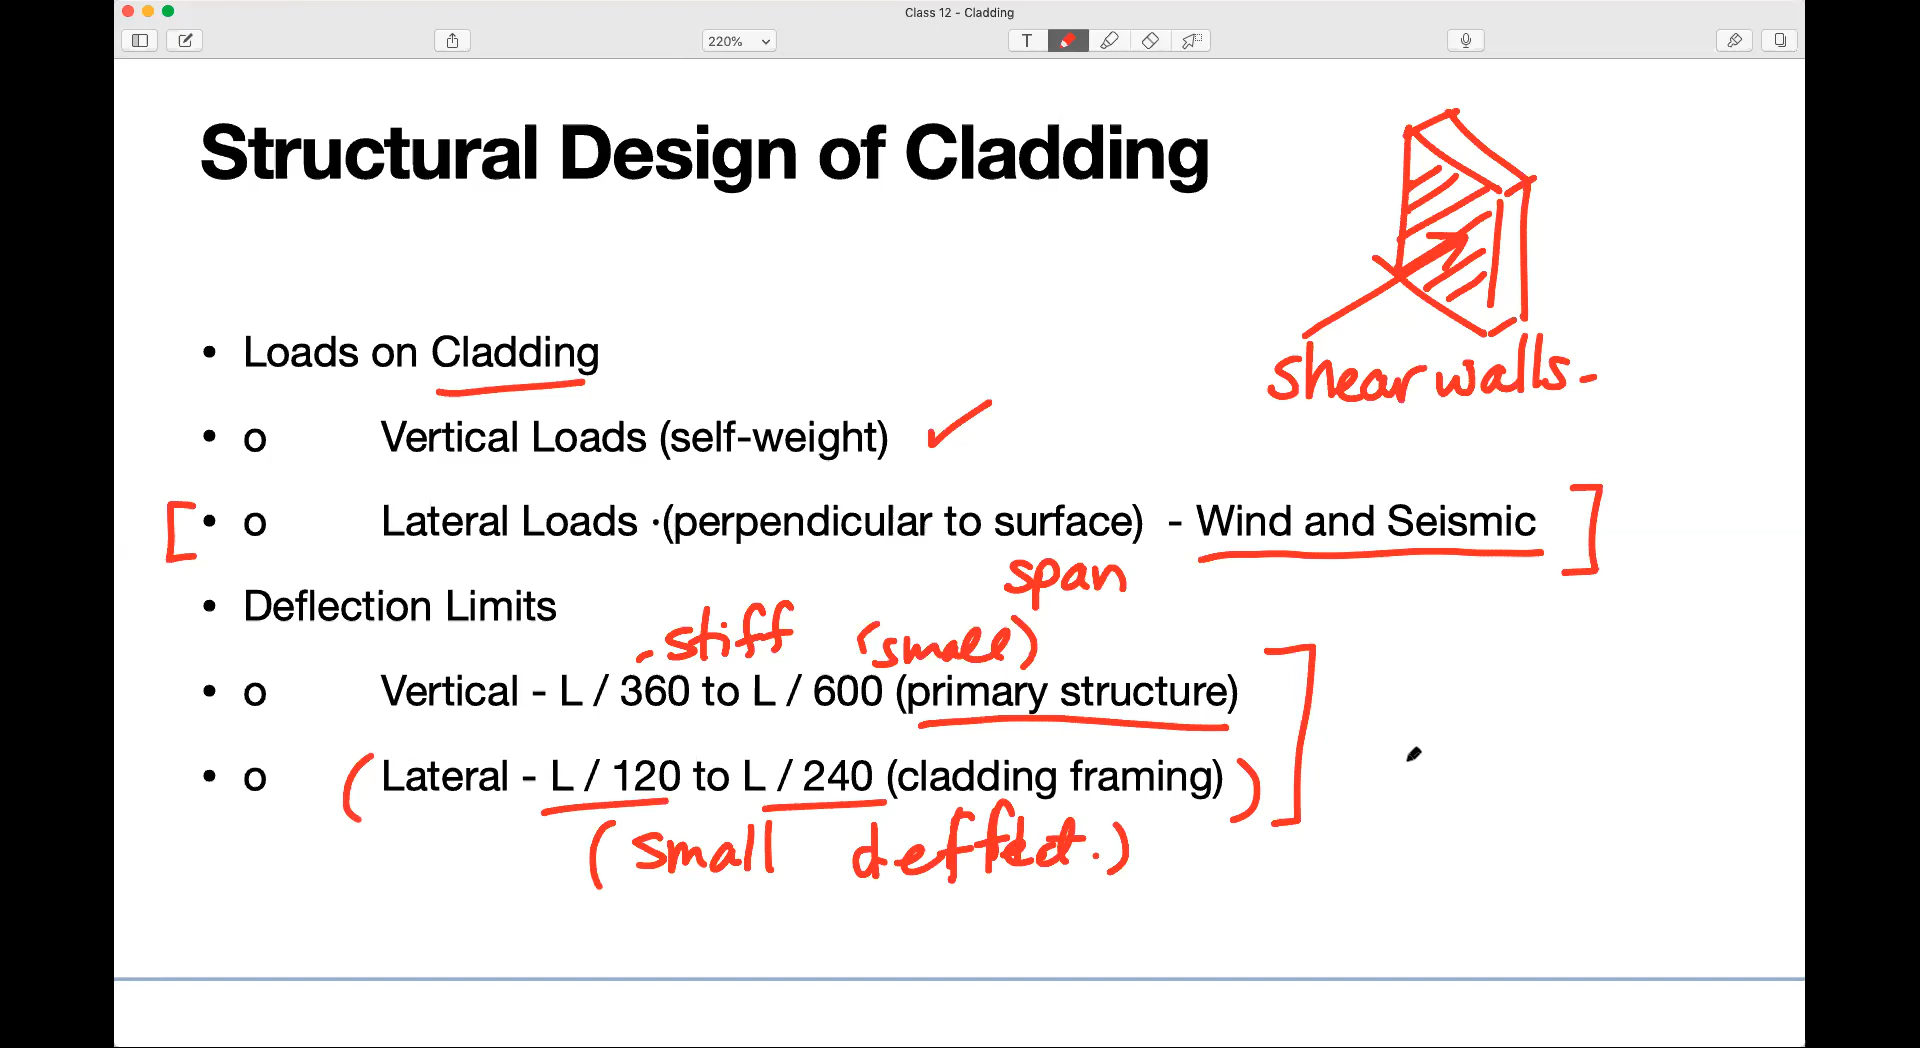 Class 12 - Cladding
220%
T
Structural Design of Cladding
shear walls.
• Loads on Cladding
• o Vertical Loads (self-weight)
• o Lateral Loads ·(perpendicular to surface) - Wind and Seismic
span
• Deflection Limits
. stiff (small)
• o Vertical - L / 360 to L / 600 (primary structure)
• o Lateral - L / 120 to L / 240 (cladding framing)
(small deflect.)